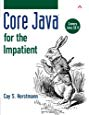 Core Java
for the Impatient
Cay S. Horstmann